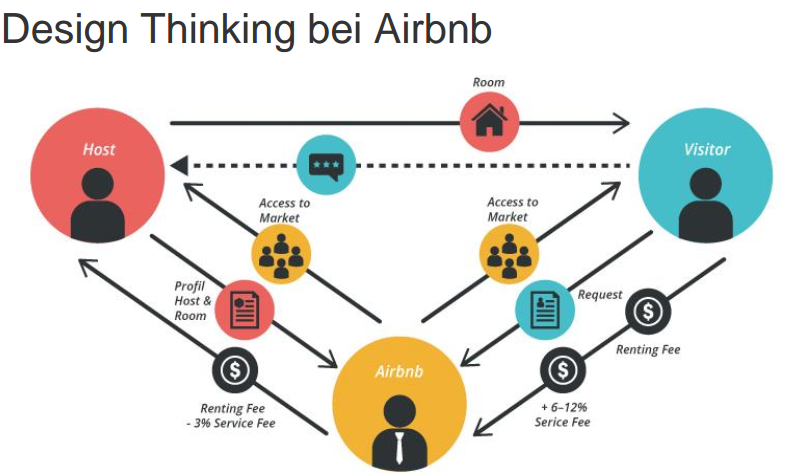 Design Thinking bei Airbnb
Room
Host
Visitor
Access to
Market
Access to
Market
Profil
Host &
Room
Request
Renting Fee
Airbnb
Renting Fee
- 3% Service Fee
+ 6–12%
Serice Fee